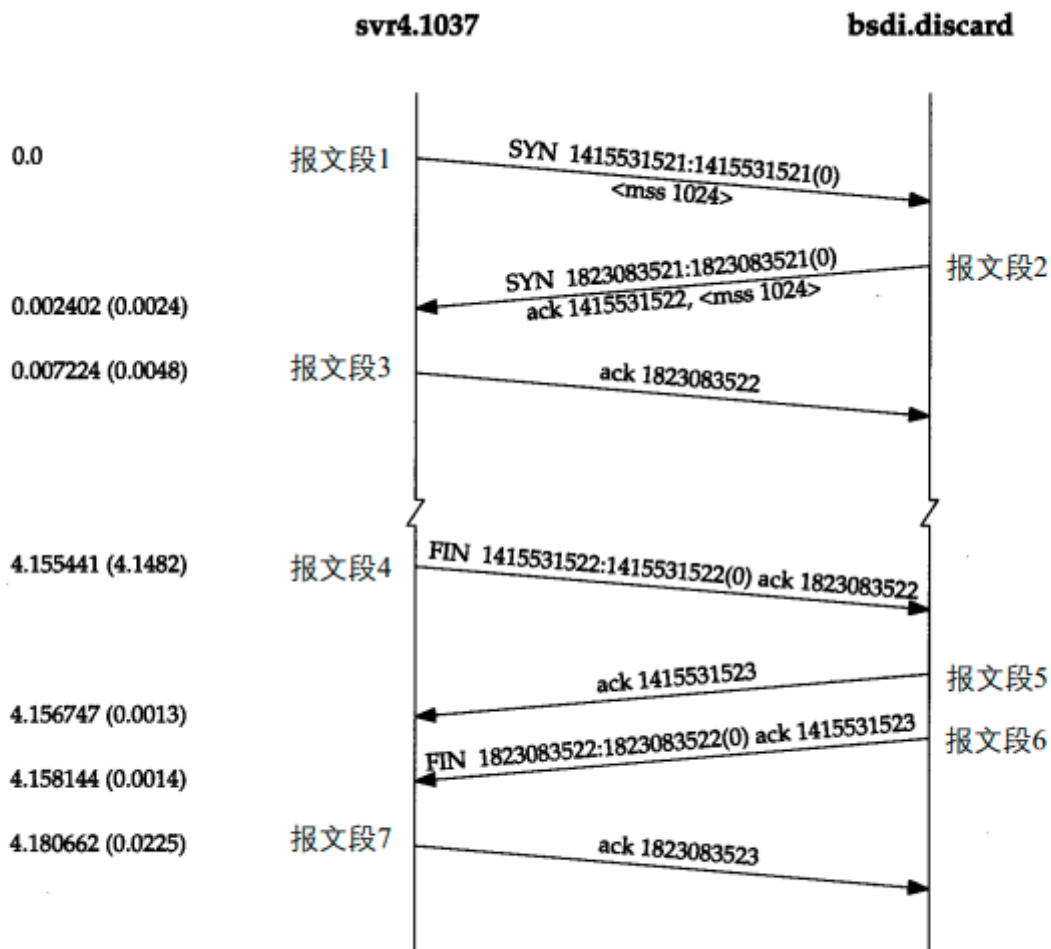 svr4.1037 bsdi.discard
0.0 报文段1 SYN 1415531521:1415531521(0)
<mss 1024>
SYN 1823083521:1823083521(0) 报文段2
0.002402 (0.0024) ack 1415531522, <mss 1024>
0.007224 (0.0048) 报文段3 ack 1823083522
4.155441 (4.1482) 报文段4 FIN 1415531522:1415531522(0) ack 1823083522
ack 1415531523 报文段5
4.156747 (0.0013)
FIN 1823083522:1823083522(0) ack 1415531523 报文段6
4.158144 (0.0014)
4.180662 (0.0225) 报文段7 ack 1823083523